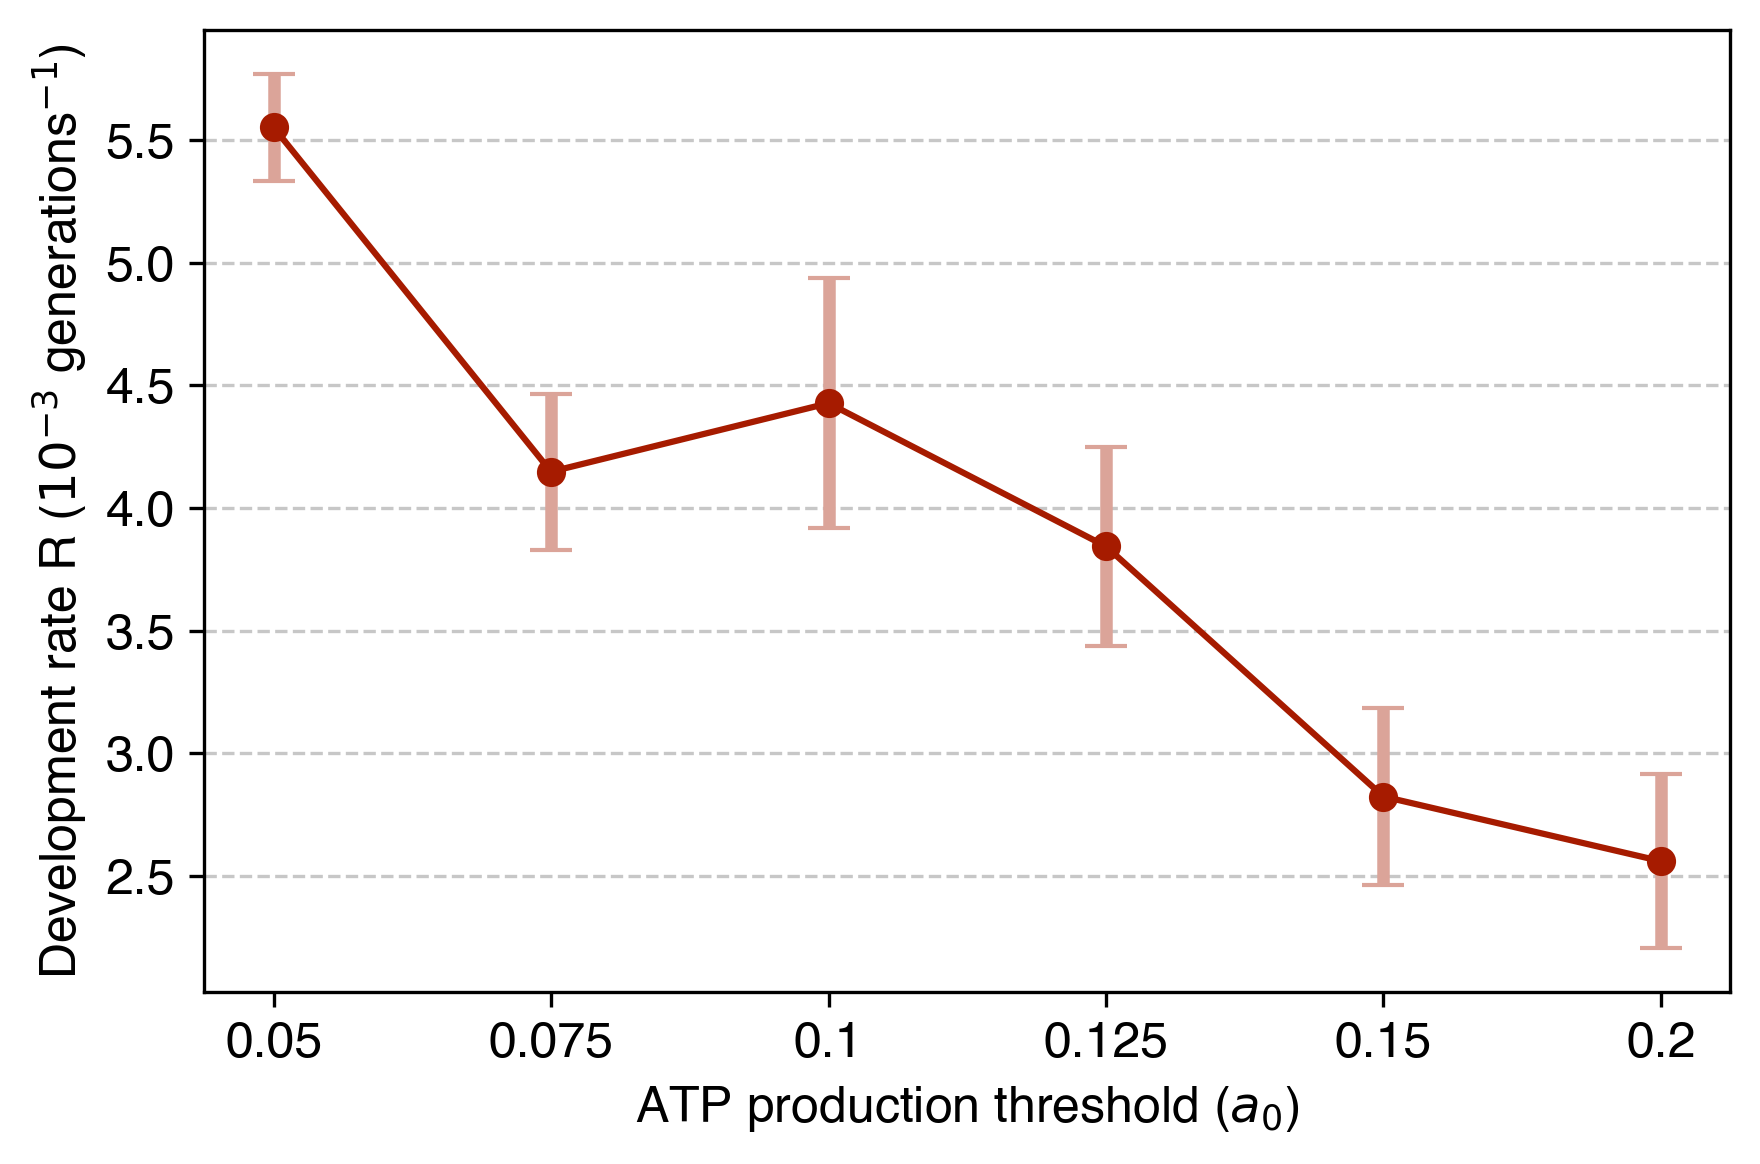 Development rate R (10⁻³ generations⁻¹)
5.5
5.0
4.5
4.0
3.5
3.0
2.5
0.05 0.075 0.1 0.125 0.15 0.2
ATP production threshold (a₀)